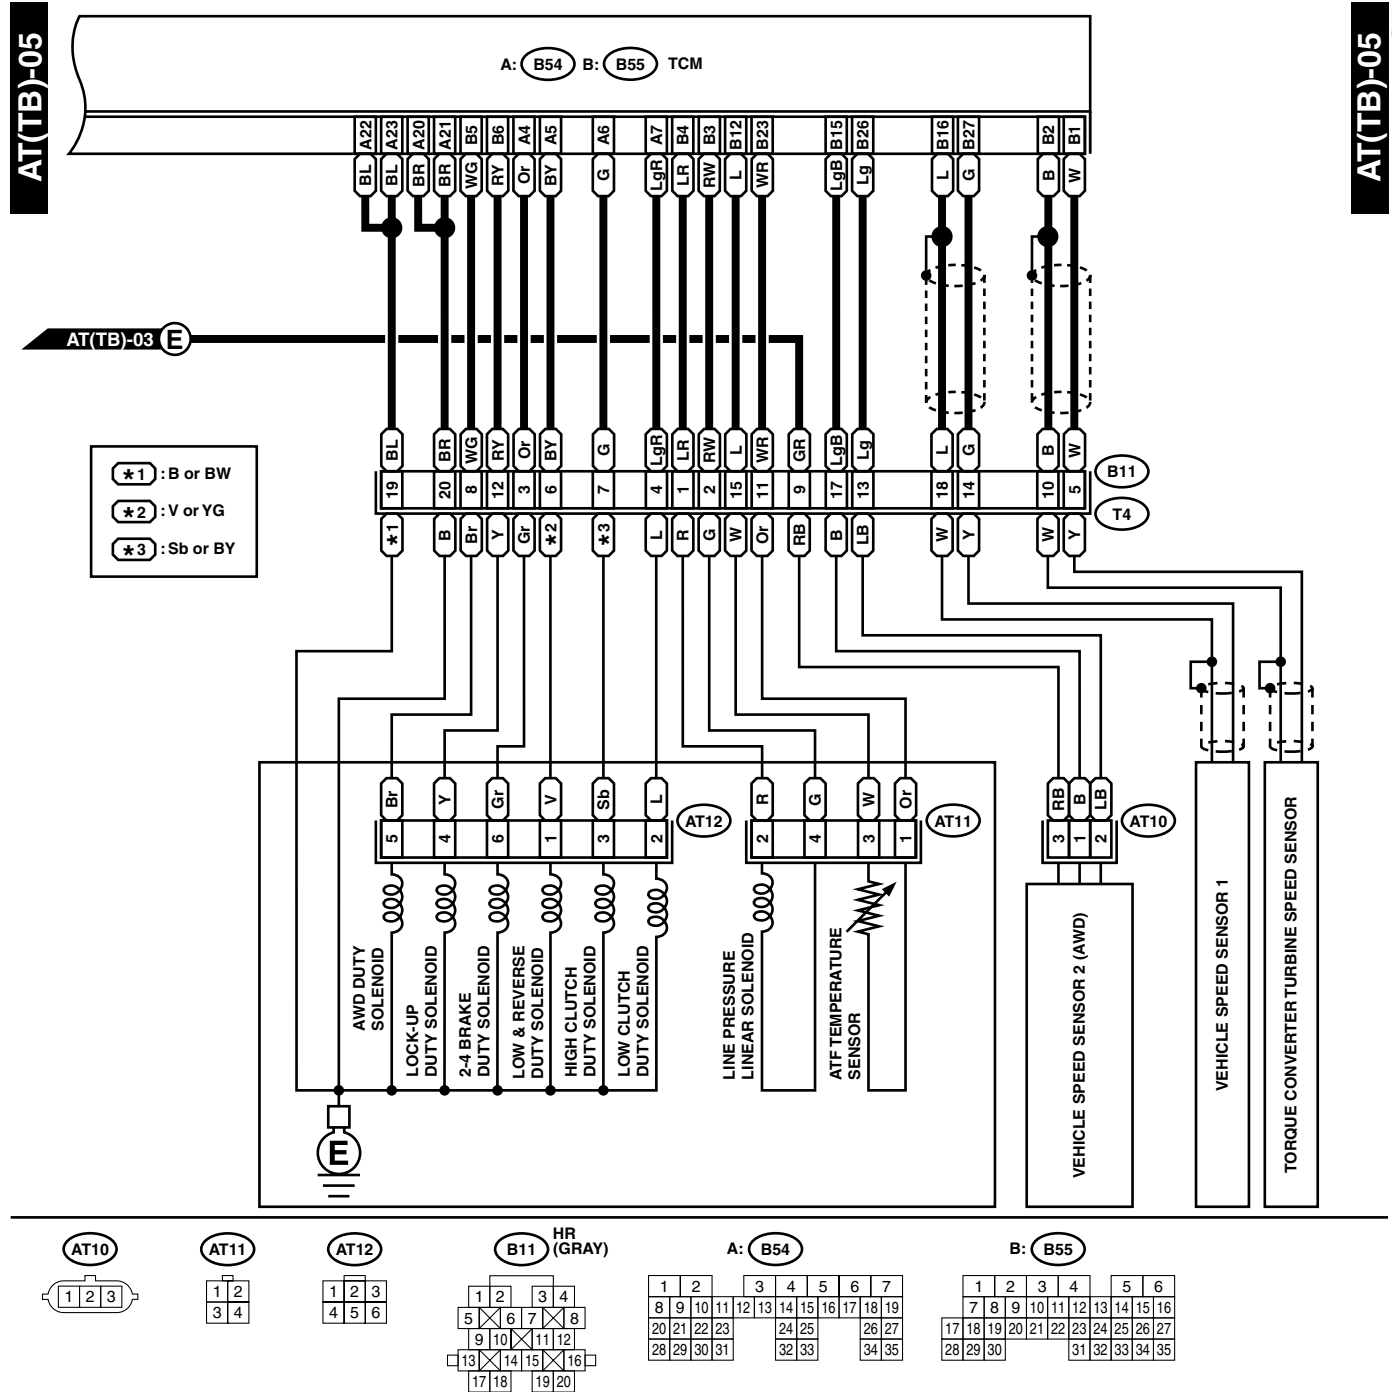 AT(TB)-05
AT(TB)-05
A: B54 B: B55 TCM
A22 A23 A20 A21 B5 B6 A4 A5 A6 A7 B4 B3 B12 B23 B15 B26 B16 B27 B2 B1
BL BL BR BR WG RY Or BY G LgR LR RW L WR LgB Lg L G B W
AT(TB)-03 E
BL BR WG RY Or BY G LgR LR RW L WR GR LgB Lg L G B W
19 20 8 12 3 6 7 4 1 2 15 11 9 17 13 18 14 10 5
B11
T4
*1 B Br Y Gr *2 *3 L R G W Or RB B LB W Y W Y
*1 : B or BW
*2 : V or YG
*3 : Sb or BY
Br Y Gr V Sb L
5 4 6 1 3 2
AT12
R G W Or
2 4 3 1
AT11
RB B LB
3 1 2
AT10
AWD DUTY
SOLENOID
LOCK-UP
DUTY SOLENOID
2-4 BRAKE
DUTY SOLENOID
LOW & REVERSE
DUTY SOLENOID
HIGH CLUTCH
DUTY SOLENOID
LOW CLUTCH
DUTY SOLENOID
LINE PRESSURE
LINEAR SOLENOID
ATF TEMPERATURE
SENSOR
VEHICLE SPEED SENSOR 2 (AWD)
VEHICLE SPEED SENSOR 1
TORQUE CONVERTER TURBINE SPEED SENSOR
E
AT10
1 2 3
AT11
1 2
3 4
AT12
1 2 3
4 5 6
B11 HR
(GRAY)
1 2 3 4
5 6 7 8
9 10 11 12
13 14 15 16
17 18 19 20
A: B54
1 2 3 4 5 6 7
8 9 10 11 12 13 14 15 16 17 18 19
20 21 22 23 24 25 26 27
28 29 30 31 32 33 34 35
B: B55
1 2 3 4 5 6
7 8 9 10 11 12 13 14 15 16
17 18 19 20 21 22 23 24 25 26 27
28 29 30 31 32 33 34 35